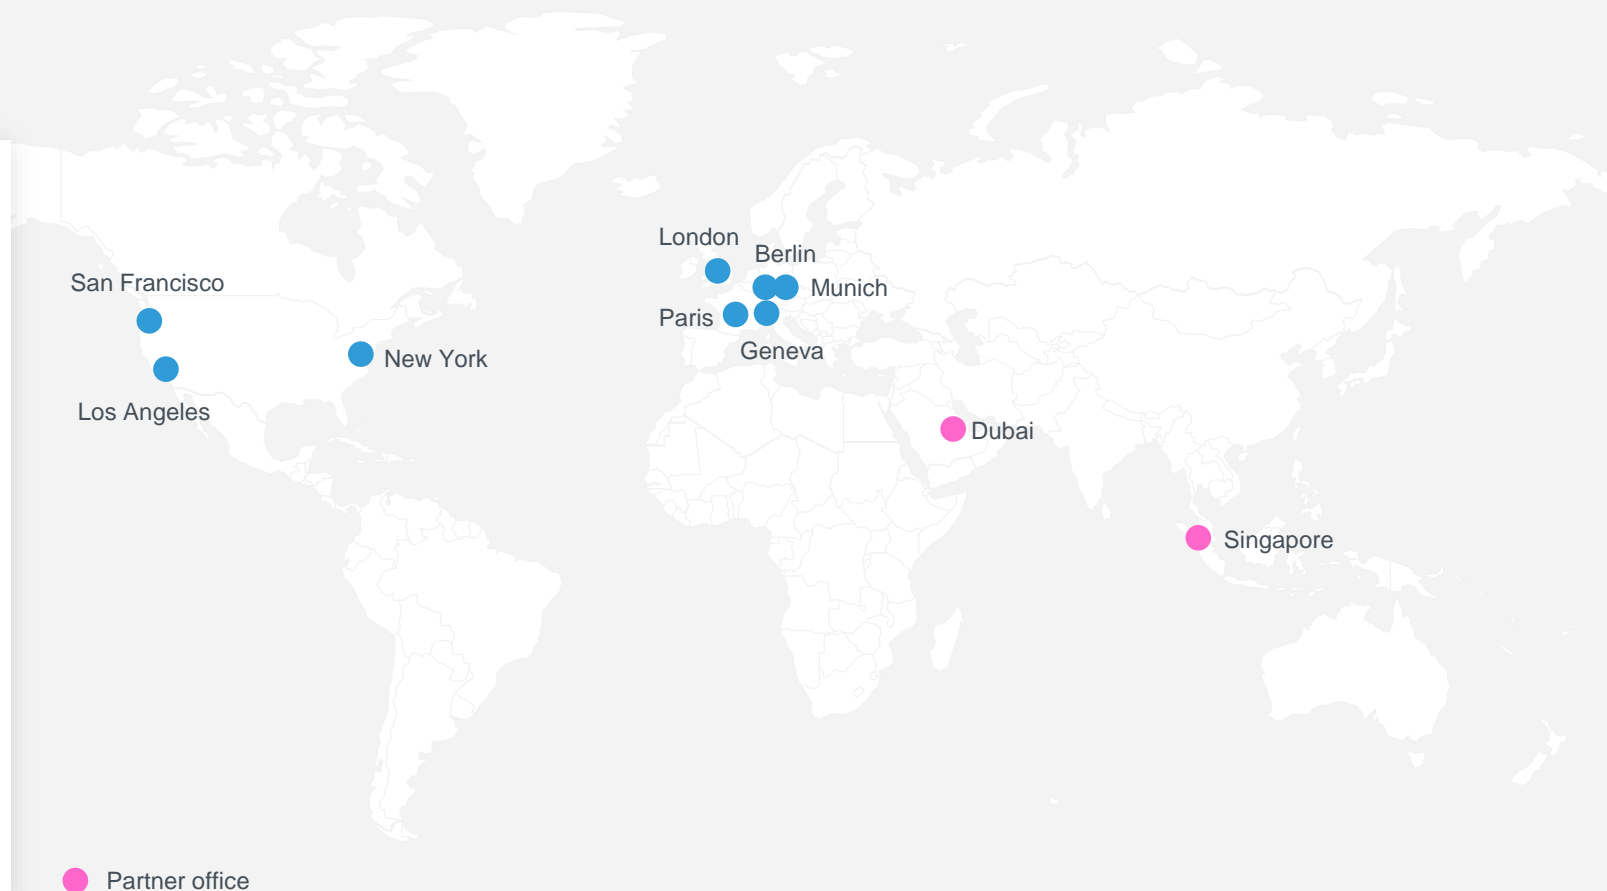 London
Berlin
San Francisco
Munich
Paris
Geneva
New York
Los Angeles
Dubai
Singapore
Partner office